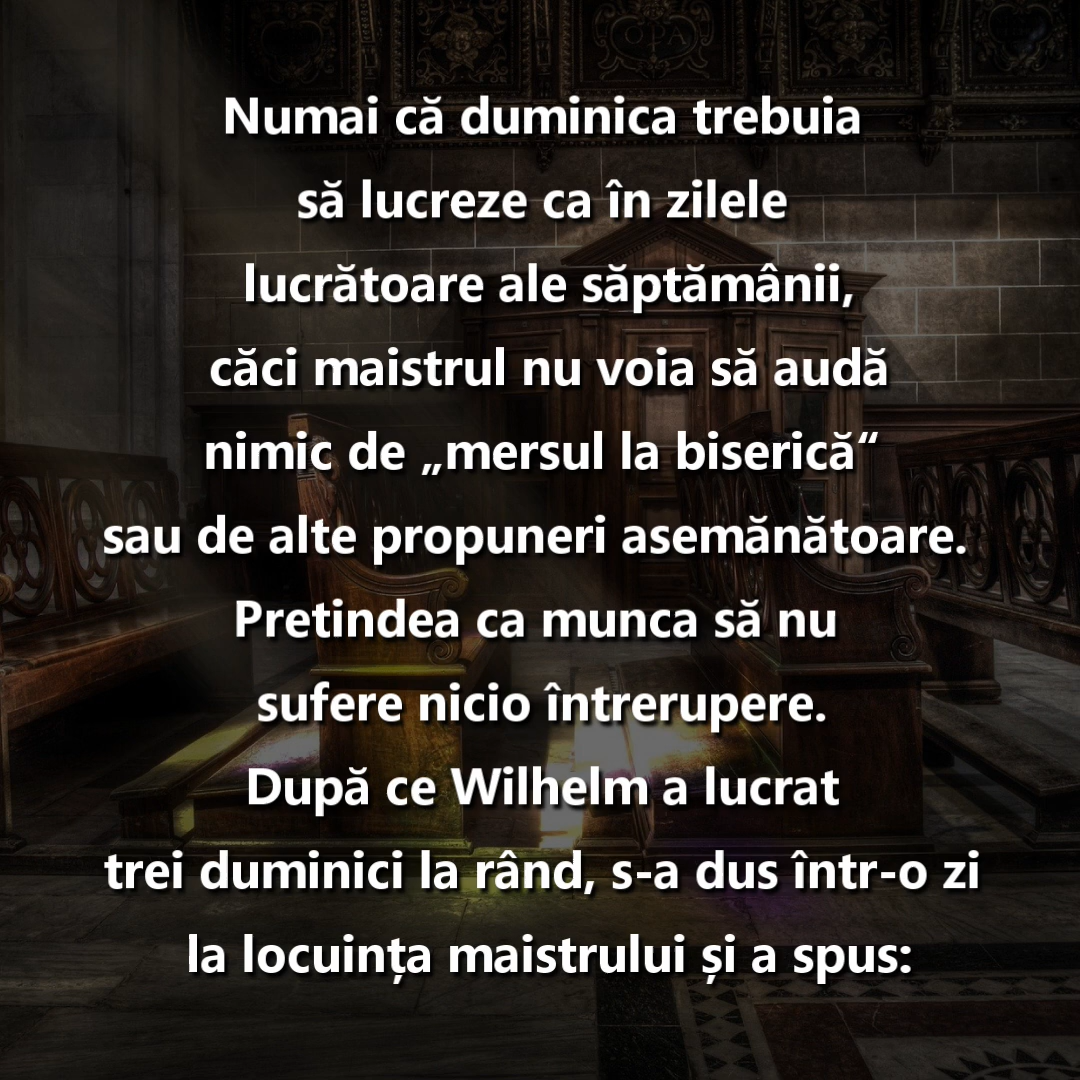 OPA
Numai că duminica trebuia
să lucreze ca în zilele
lucrătoare ale săptămânii,
căci maistrul nu voia să audă
nimic de „mersul la biserică“
sau de alte propuneri asemănătoare.
Pretindea ca munca să nu
sufere nicio întrerupere.
După ce Wilhelm a lucrat
trei duminici la rând, s-a dus într-o zi
la locuința maistrului și a spus: